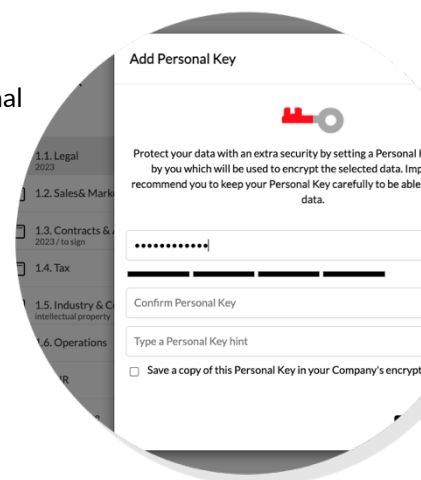 nal
Add Personal Key
Protect your data with an extra security by setting a Personal
by you which will be used to encrypt the selected data.
recommend you to keep your Personal Key carefully to be able
data.
••••••••••••
Confirm Personal Key
Type a Personal Key hint
Save a copy of this Personal Key in your Company's encrypt
1.1. Legal
2023
1.2. Sales& Mark
1.3. Contracts &
2023 / to sign
1.4. Tax
1.5. Industry &
intellectual property
1.6. Operations